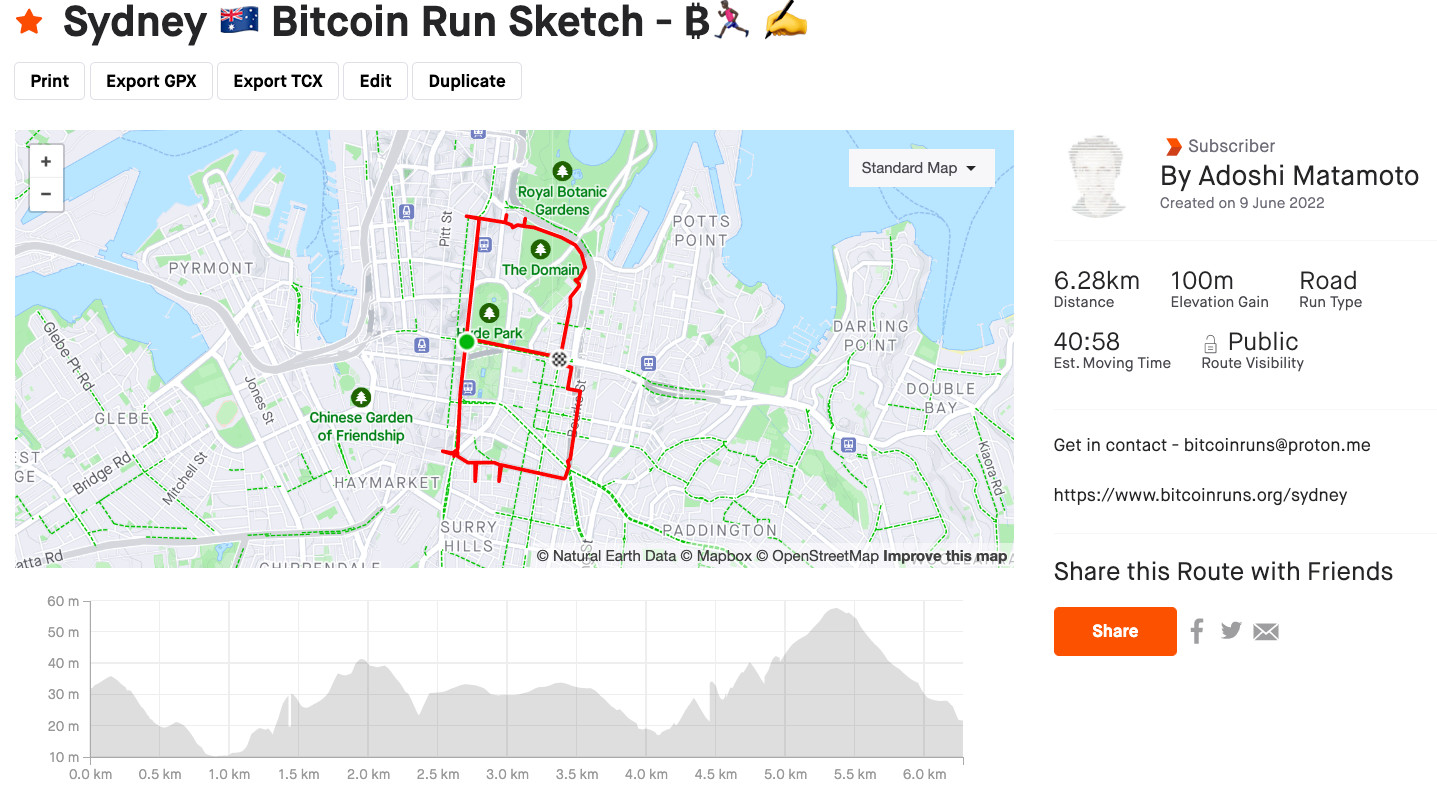 Sydney 🇦🇺 Bitcoin Run Sketch - ₿🏃🏾‍♂️ ✍️
Print Export GPX Export TCX Edit Duplicate
+
−
Standard Map
Royal Botanic
Gardens
Pitt St
POTTS
POINT
PYRMONT
The Domain
Hyde Park
DARLING
POINT
Glebe Pt Rd
Jones St
DOUBLE
BAY
GLEBE
Chinese Garden
of Friendship
Bourke St
Bridge Rd
Mitchell St
HAYMARKET
Kiaora Rd
SURRY
HILLS
PADDINGTON
CHIPPENDALE
© Natural Earth Data © Mapbox © OpenStreetMap Improve this map
60 m
50 m
40 m
30 m
20 m
10 m
0.0 km 0.5 km 1.0 km 1.5 km 2.0 km 2.5 km 3.0 km 3.5 km 4.0 km 4.5 km 5.0 km 5.5 km 6.0 km
Subscriber
By Adoshi Matamoto
Created on 9 June 2022
6.28km 100m Road
Distance Elevation Gain Run Type
40:58 Public
Est. Moving Time Route Visibility
Get in contact - bitcoinruns@proton.me
https://www.bitcoinruns.org/sydney
Share this Route with Friends
Share